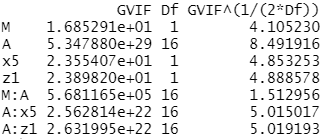 GVIF Df GVIF^(1/(2*Df))
M 1.685291e+01 1 4.105230
A 5.347880e+29 16 8.491916
x5 2.355407e+01 1 4.853253
z1 2.389820e+01 1 4.888578
M:A 5.681165e+05 16 1.512956
A:x5 2.562814e+22 16 5.015017
A:z1 2.631995e+22 16 5.019193